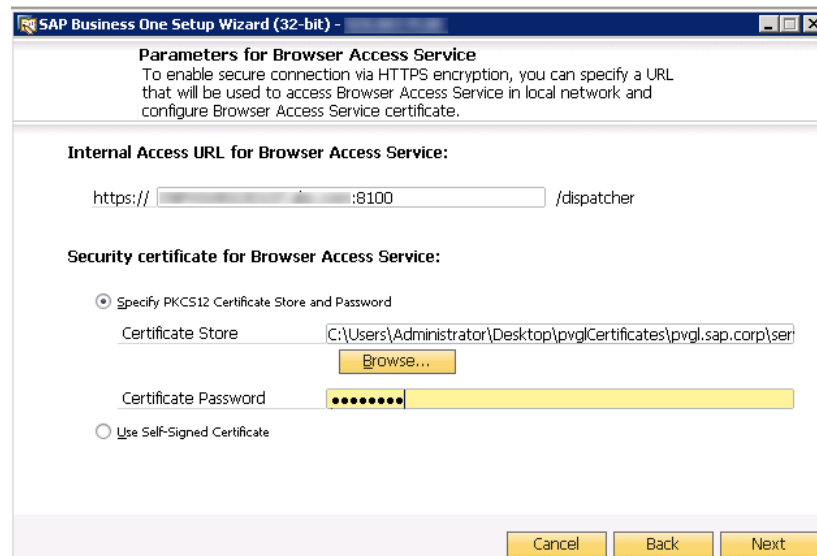 SAP Business One Setup Wizard (32-bit) -
Parameters for Browser Access Service
To enable secure connection via HTTPS encryption, you can specify a URL
that will be used to access Browser Access Service in local network and
configure Browser Access Service certificate.
Internal Access URL for Browser Access Service:
https:// :8100 /dispatcher
Security certificate for Browser Access Service:
Specify PKCS12 Certificate Store and Password
Certificate Store C:\Users\Administrator\Desktop\pvglCertificates\pvgl.sap.corp\ser
Browse...
Certificate Password ●●●●●●●●
Use Self-Signed Certificate
Cancel Back Next